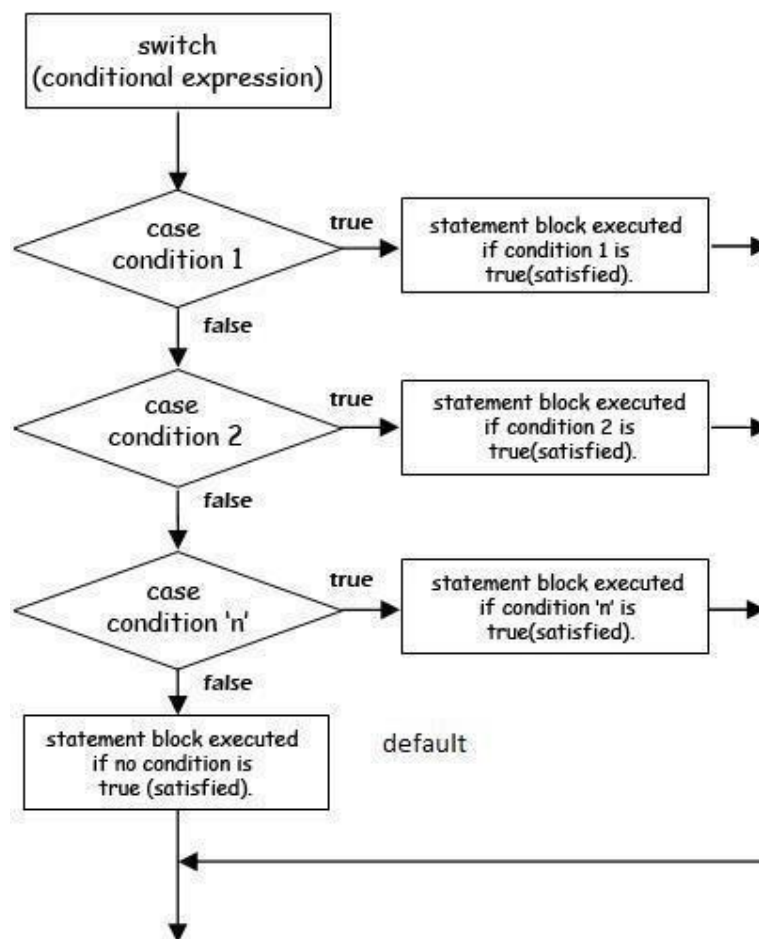 switch
(conditional expression)
case
condition 1
true
statement block executed
if condition 1 is
true(satisfied).
false
case
condition 2
true
statement block executed
if condition 2 is
true(satisfied).
false
case
condition 'n'
true
statement block executed
if condition 'n' is
true(satisfied).
false
statement block executed
if no condition is
true (satisfied).
default